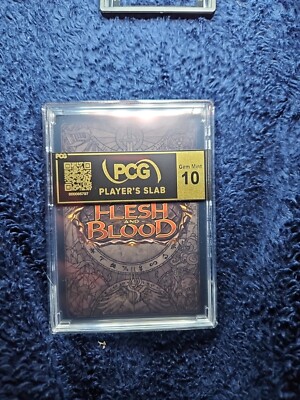 PCG
PCG
PLAYER'S SLAB
Gem Mint
10
FLESH
AND
BLOOD